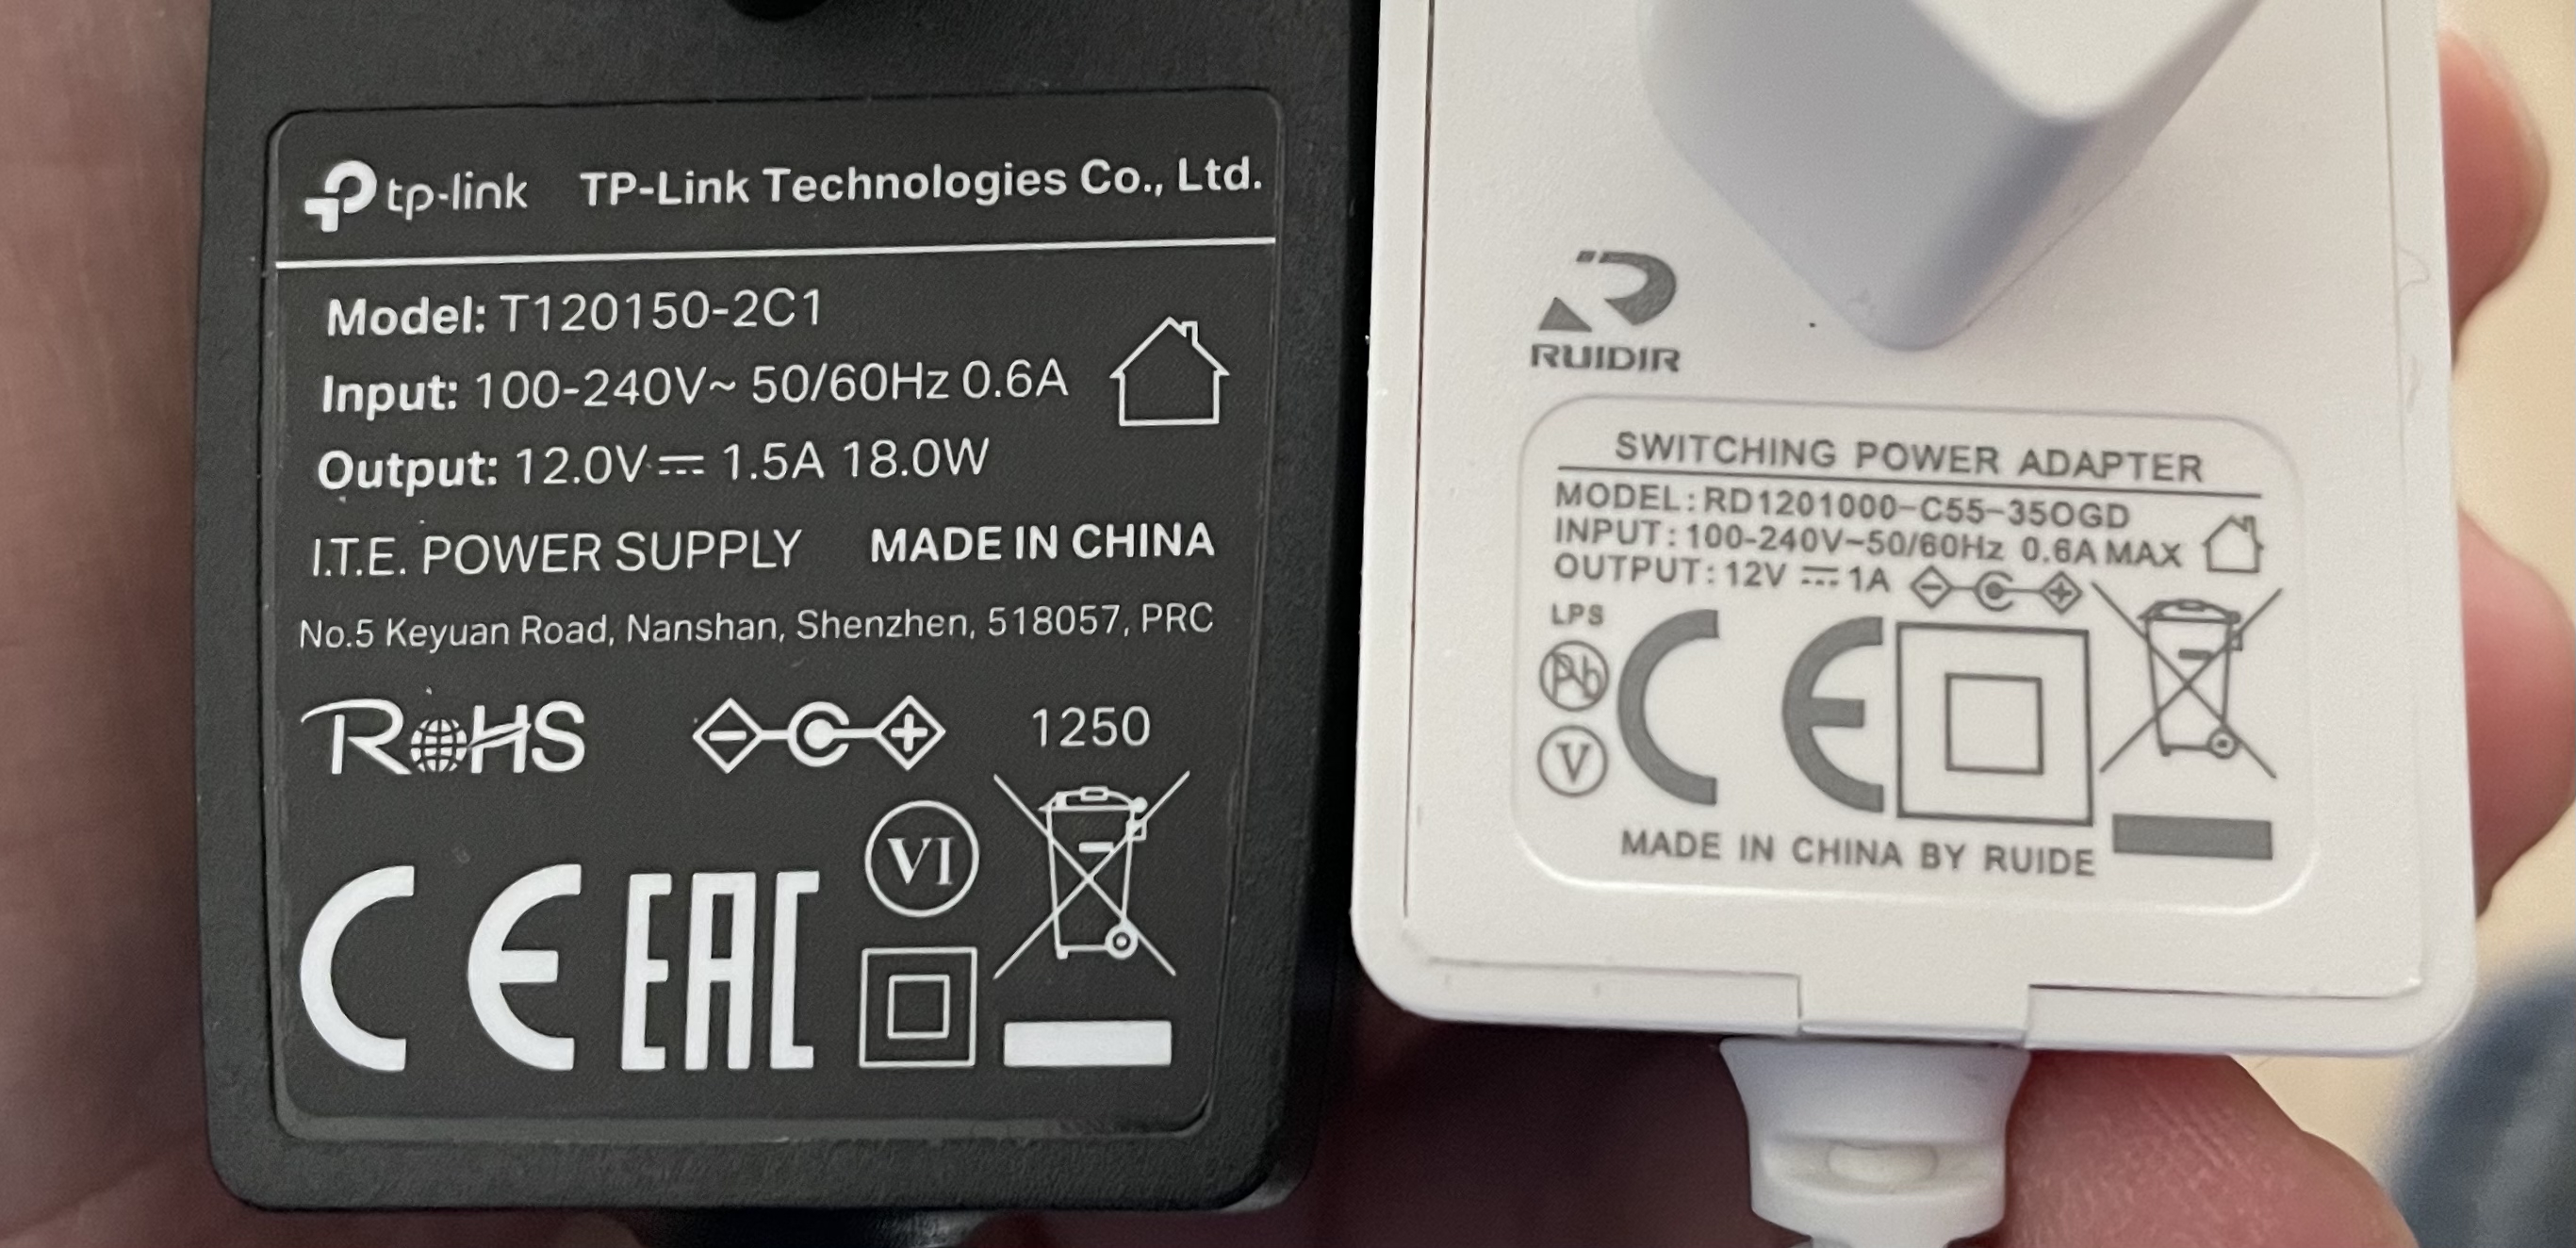 tp-link TP-Link Technologies Co., Ltd.
Model: T120150-2C1
Input: 100-240V~ 50/60Hz 0.6A
Output: 12.0V⎓ 1.5A 18.0W
I.T.E. POWER SUPPLY MADE IN CHINA
No.5 Keyuan Road, Nanshan, Shenzhen, 518057, PRC
RoHS 1250
VI
CE EAC
RUIDIR
SWITCHING POWER ADAPTER
MODEL:RD1201000-C55-35OGD
INPUT:100-240V~50/60Hz 0.6A MAX
OUTPUT:12V ⎓ 1A
LPS
Pb
V
CE
MADE IN CHINA BY RUIDE